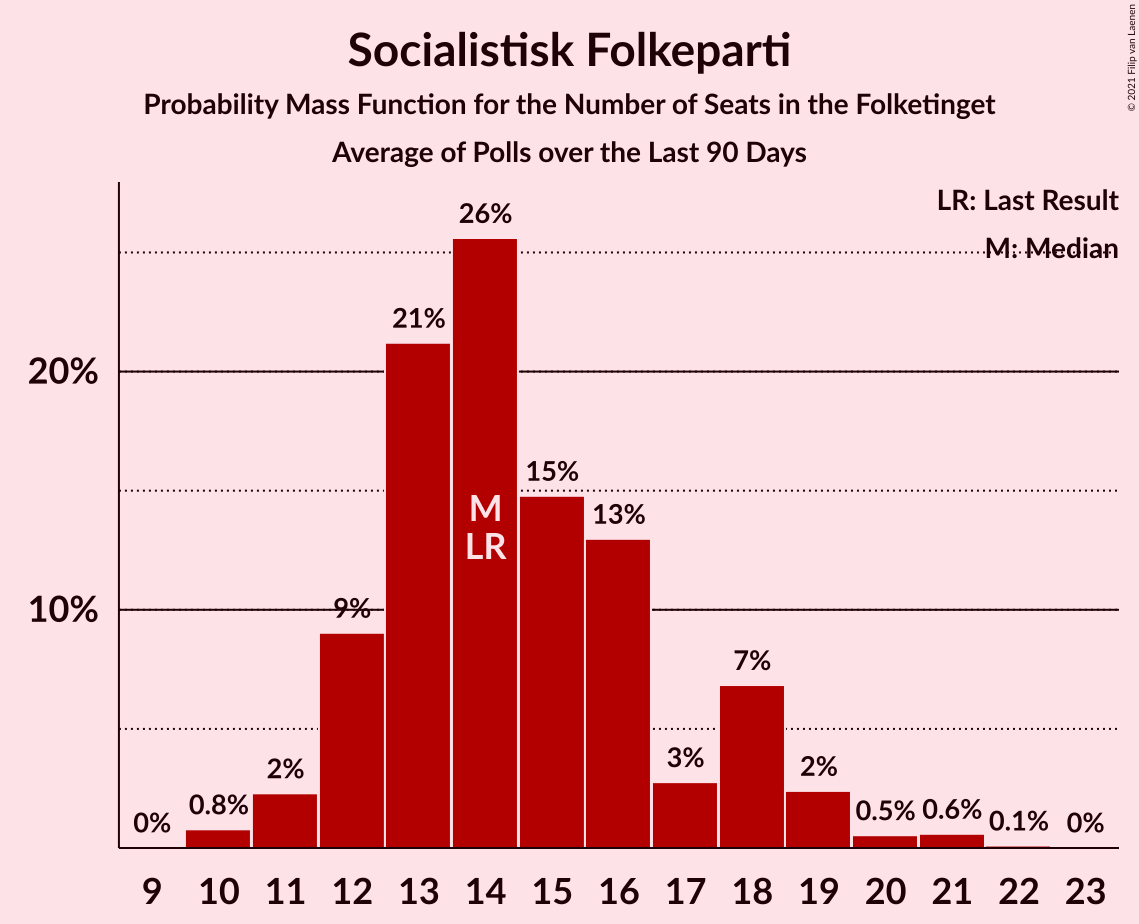 Socialistisk Folkeparti
Probability Mass Function for the Number of Seats in the Folketinget
Average of Polls over the Last 90 Days
© 2021 Filip van Laenen
LR: Last Result
M: Median
26%
21%
20%
15%
13%
M
LR
10%
9%
7%
3%
2%
2%
0.8%
0.5%
0.6%
0.1%
0%
0%
9 10 11 12 13 14 15 16 17 18 19 20 21 22 23